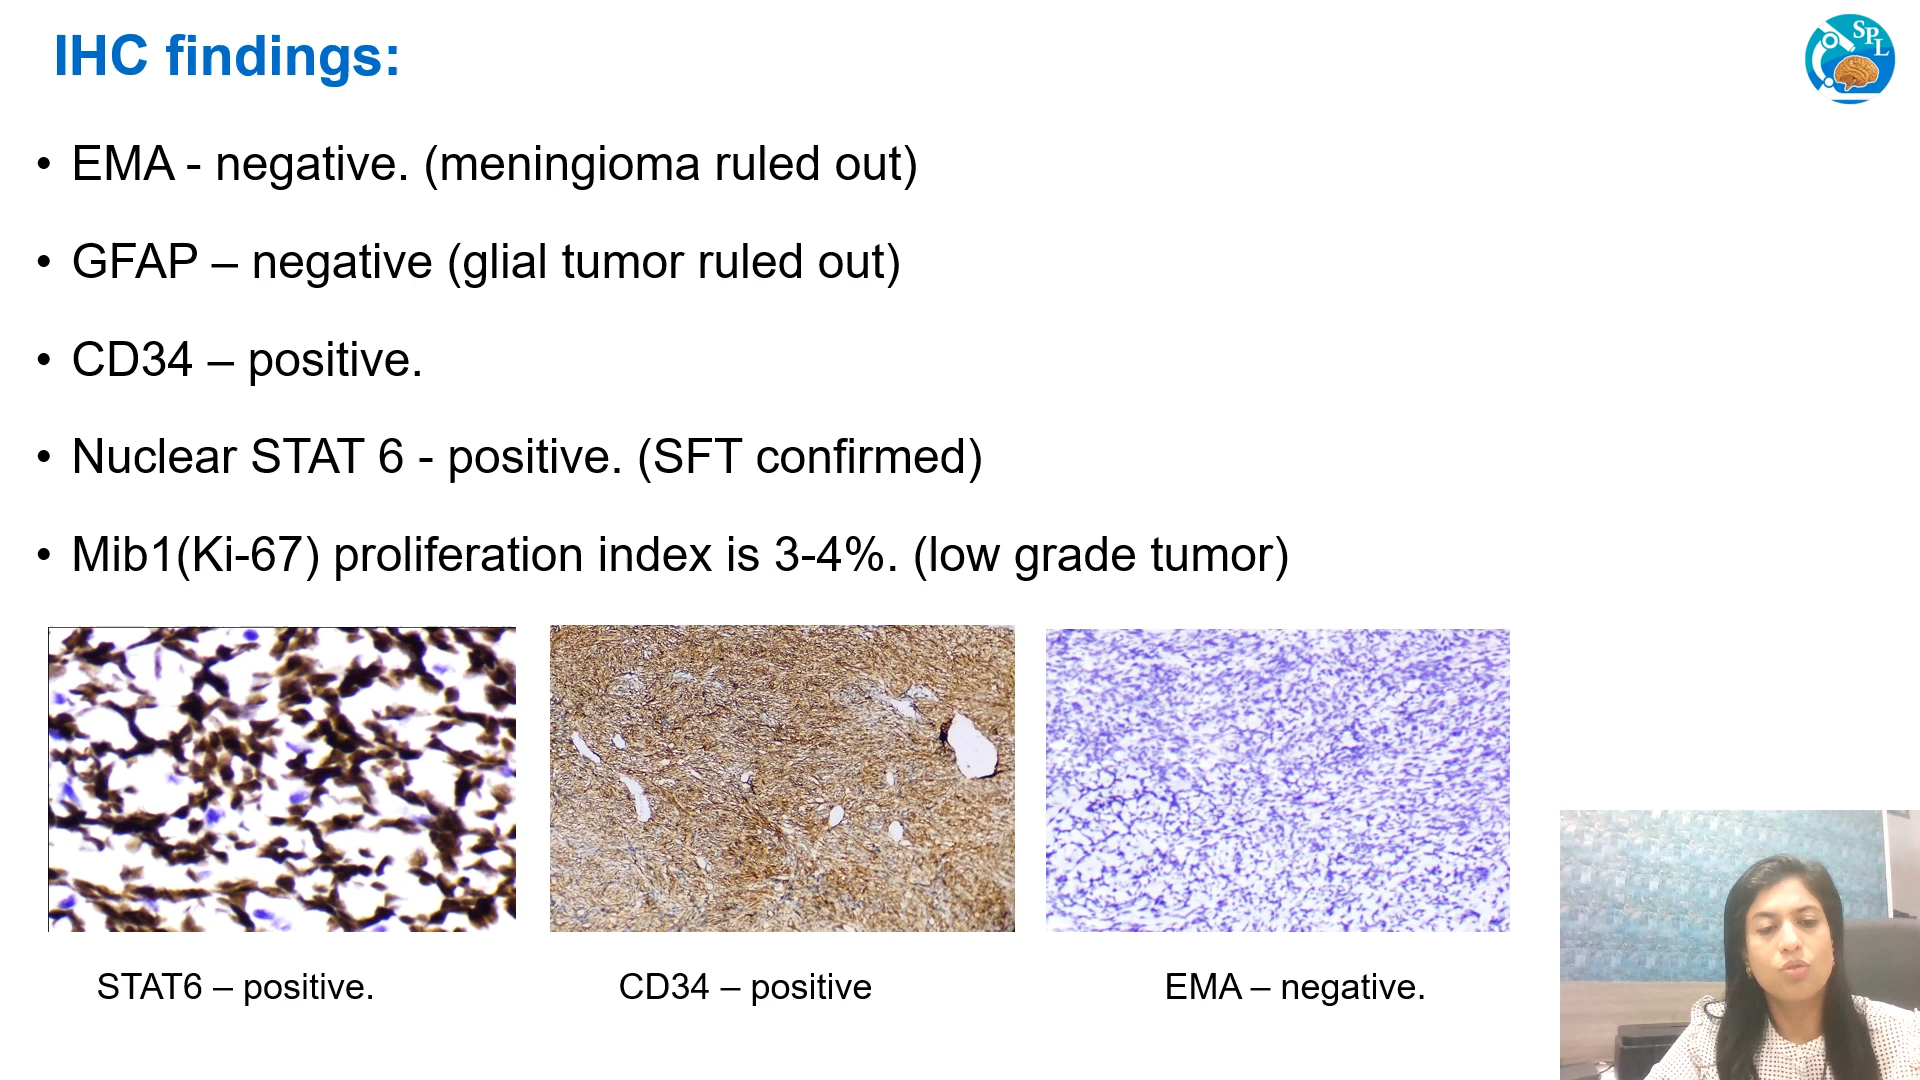 IHC findings:
SPL
• EMA - negative. (meningioma ruled out)
• GFAP – negative (glial tumor ruled out)
• CD34 – positive.
• Nuclear STAT 6 - positive. (SFT confirmed)
• Mib1(Ki-67) proliferation index is 3-4%. (low grade tumor)
STAT6 – positive.
CD34 – positive
EMA – negative.